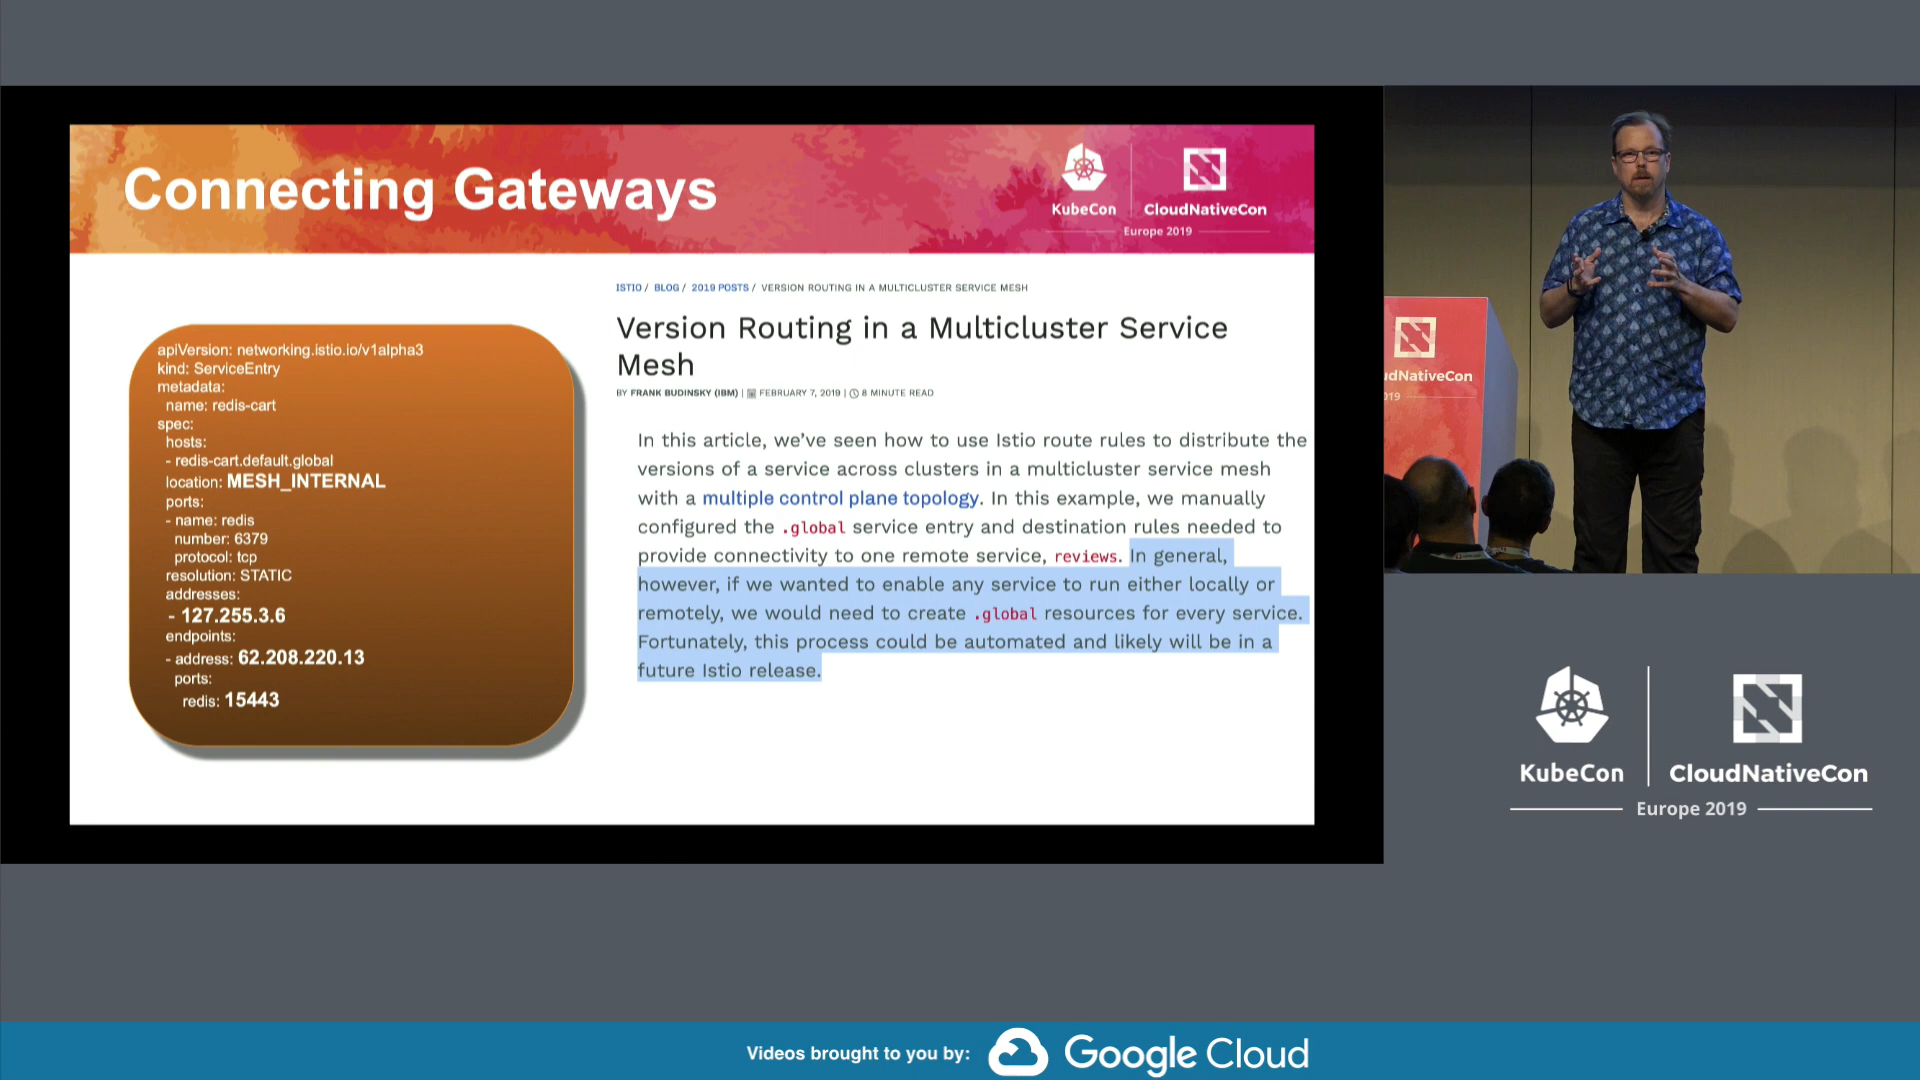 Connecting Gateways
KubeCon
CloudNativeCon
Europe 2019
apiVersion: networking.istio.io/v1alpha3
kind: ServiceEntry
metadata:
name: redis-cart
spec:
hosts:
- redis-cart.default.global
location: MESH_INTERNAL
ports:
- name: redis
number: 6379
protocol: tcp
resolution: STATIC
addresses:
- 127.255.3.6
endpoints:
- address: 62.208.220.13
ports:
redis: 15443
ISTIO / BLOG / 2019 POSTS / VERSION ROUTING IN A MULTICLUSTER SERVICE MESH
Version Routing in a Multicluster Service
Mesh
BY FRANK BUDINSKY (IBM) | FEBRUARY 7, 2019 | 8 MINUTE READ
In this article, we've seen how to use Istio route rules to distribute the
versions of a service across clusters in a multicluster service mesh
with a multiple control plane topology. In this example, we manually
configured the .global service entry and destination rules needed to
provide connectivity to one remote service, reviews. In general,
however, if we wanted to enable any service to run either locally or
remotely, we would need to create .global resources for every service.
Fortunately, this process could be automated and likely will be in a
future Istio release.
udNativeCon
019
KubeCon
CloudNativeCon
Europe 2019
Videos brought to you by:
Google Cloud